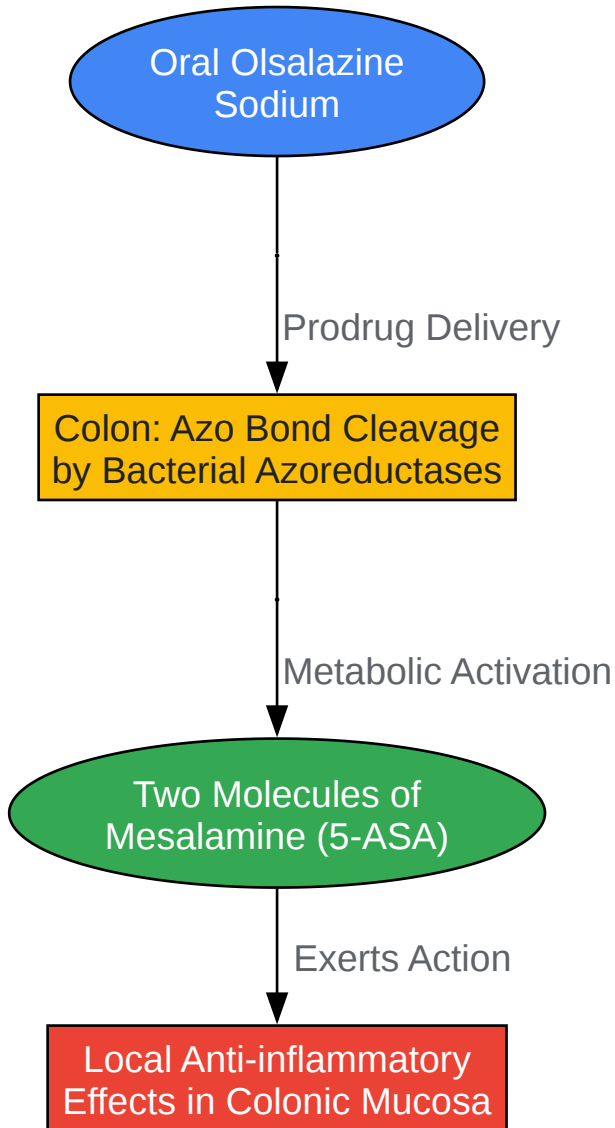 Oral Olsalazine
Sodium
Prodrug Delivery
Colon: Azo Bond Cleavage
by Bacterial Azoreductases
Metabolic Activation
Two Molecules of
Mesalamine (5-ASA)
Exerts Action
Local Anti-inflammatory
Effects in Colonic Mucosa